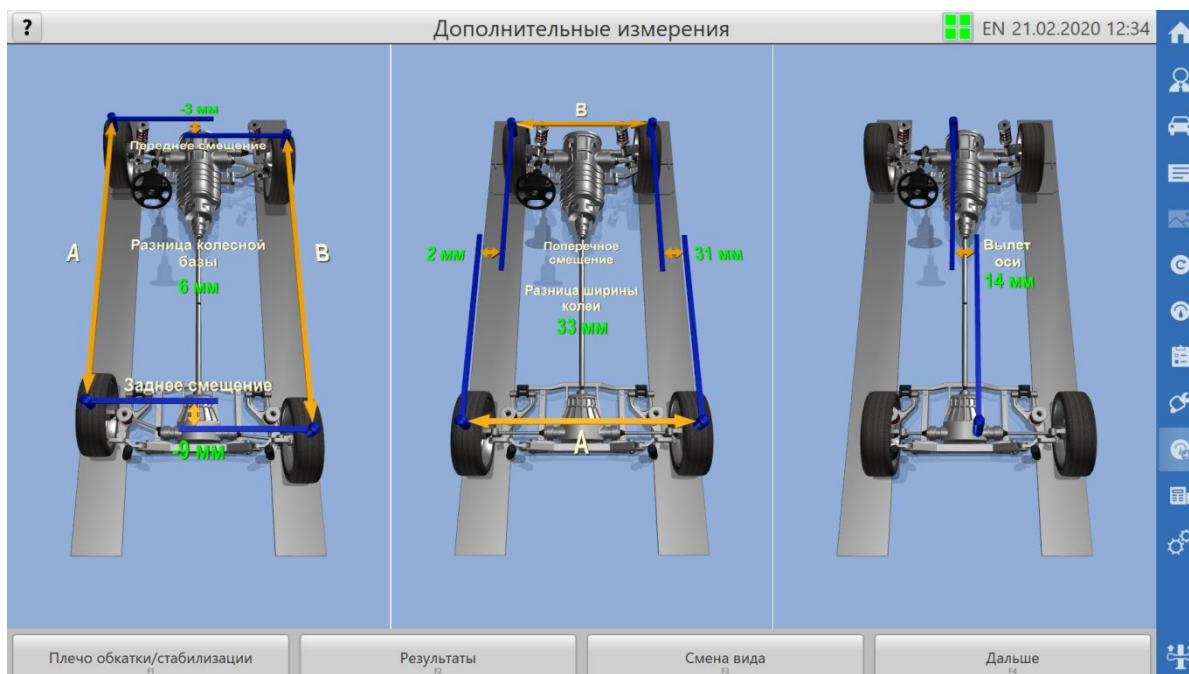 ?
Дополнительные измерения
EN 21.02.2020 12:34
-3 мм
Переднее смещение
A
Разница колесной
базы
6 мм
B
Заднее смещение
-9 мм
B
2 мм
Поперечное
смещение
31 мм
Разница ширины
колеи
33 мм
A
Вылет
оси
14 мм
Плечо обкатки/стабилизации
F1
Результаты
F2
Смена вида
F3
Дальше
F4